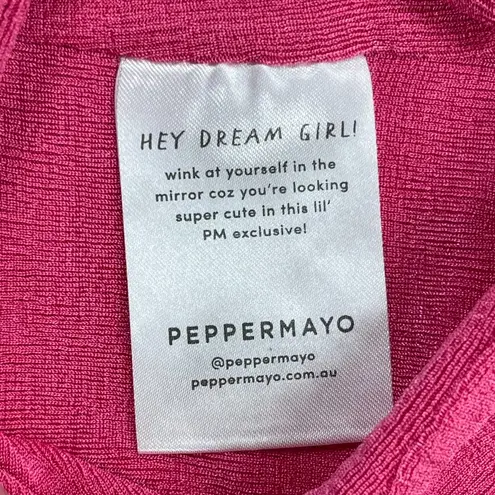 HEY DREAM GIRL!
wink at yourself in the
mirror coz you're looking
super cute in this lil'
PM exclusive!
PEPPERMAYO
@peppermayo
peppermayo.com.au